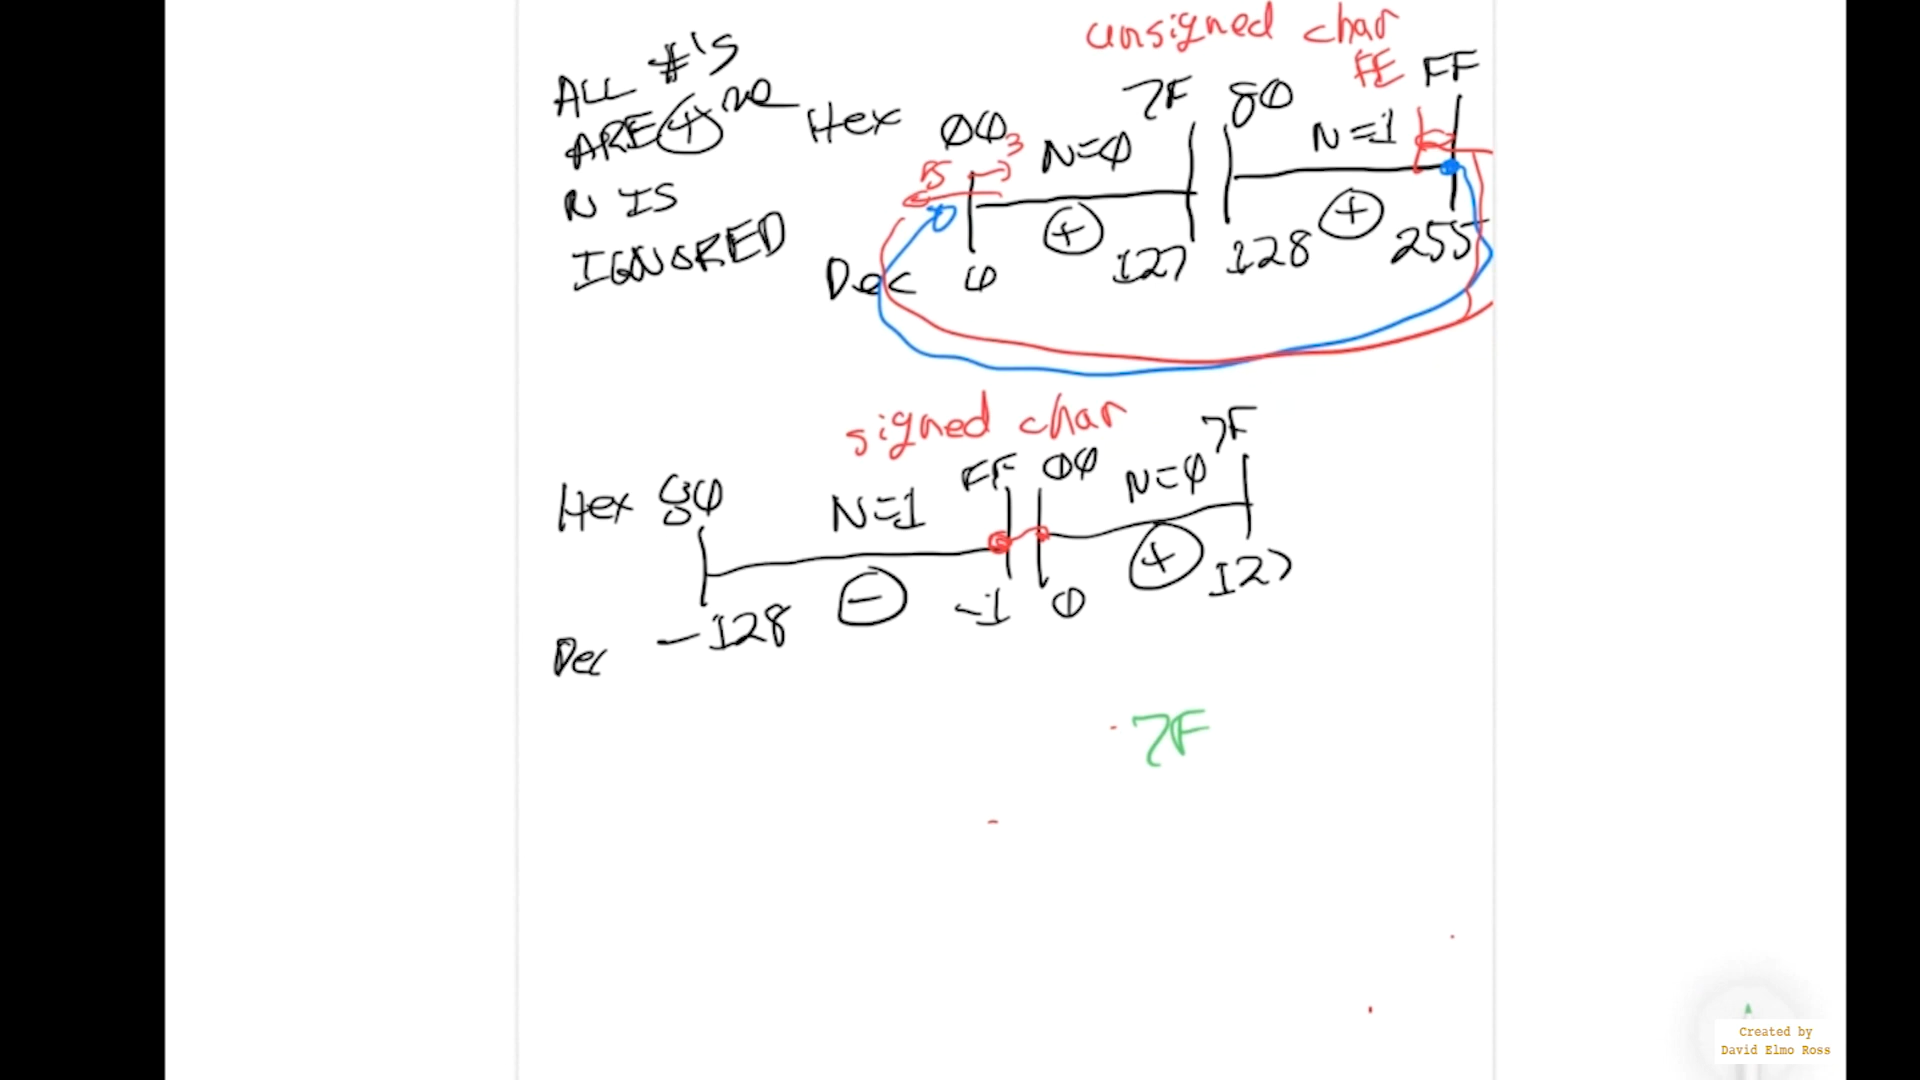 unsigned char
ALL #'S
ARE + ve
N IS
IGNORED
Hex 00 N=0 7F 80 N=1 FE FF
5 3
+ +
Dec 0 127 128 255
signed char
Hex 80 N=1 FF 00 N=0 7F
- +
Dec -128 -1 0 127
7F
Created by
David Elmo Ross